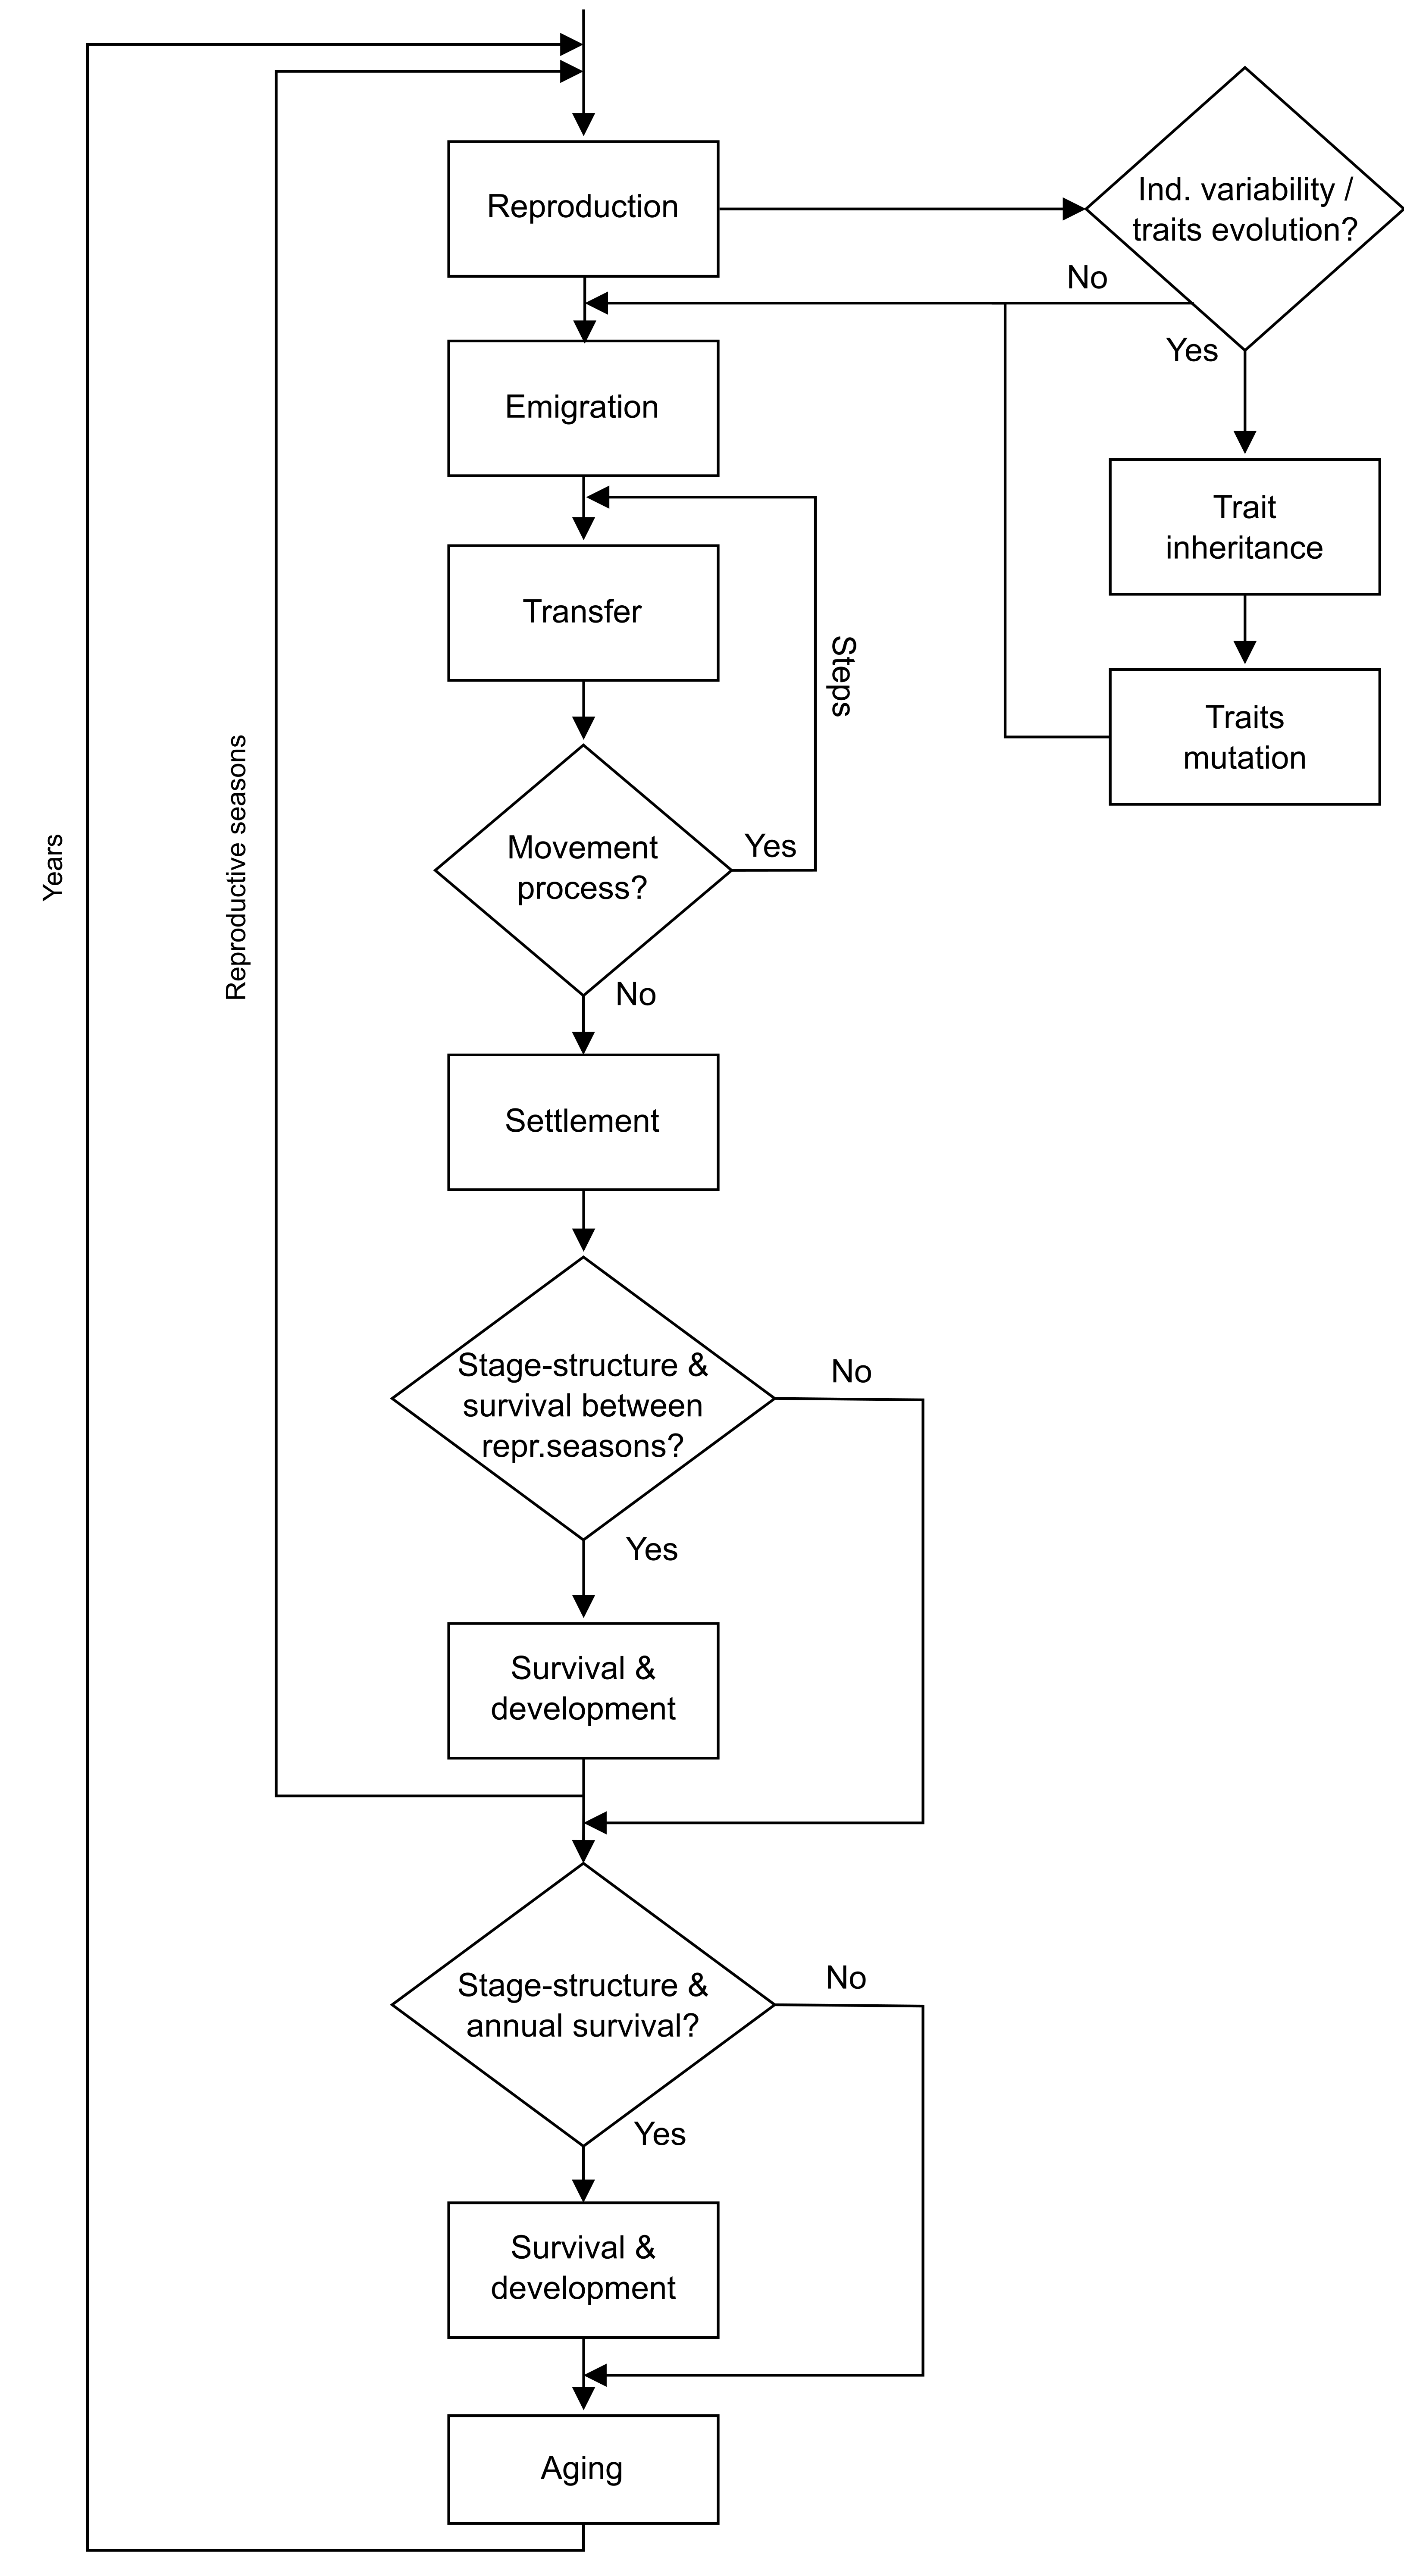 Reproduction
Ind. variability /
traits evolution?
No
Yes
Emigration
Trait
inheritance
Transfer
Steps
Traits
mutation
Movement
process?
Yes
No
Years
Reproductive seasons
Settlement
Stage-structure &
survival between
repr.seasons?
No
Yes
Survival &
development
Stage-structure &
annual survival?
No
Yes
Survival &
development
Aging